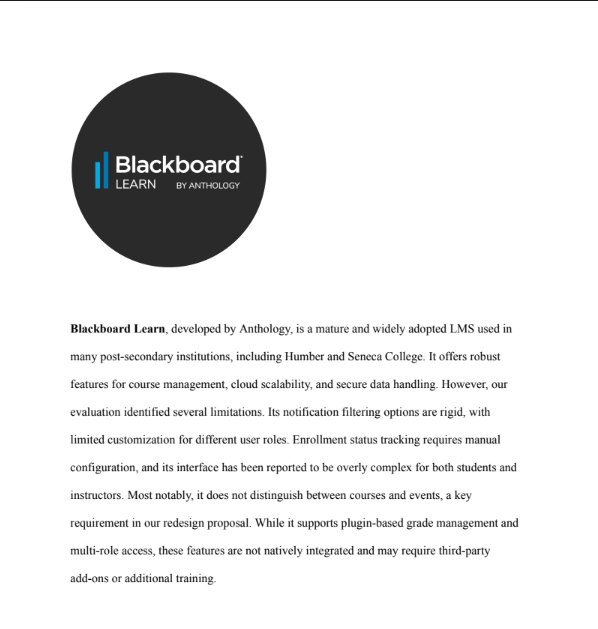 Blackboard
LEARN BY ANTHOLOGY
Blackboard Learn, developed by Anthology, is a mature and widely adopted LMS used in
many post-secondary institutions, including Humber and Seneca College. It offers robust
features for course management, cloud scalability, and secure data handling. However, our
evaluation identified several limitations. Its notification filtering options are rigid, with
limited customization for different user roles. Enrollment status tracking requires manual
configuration, and its interface has been reported to be overly complex for both students and
instructors. Most notably, it does not distinguish between courses and events, a key
requirement in our redesign proposal. While it supports plugin-based grade management and
multi-role access, these features are not natively integrated and may require third-party
add-ons or additional training.